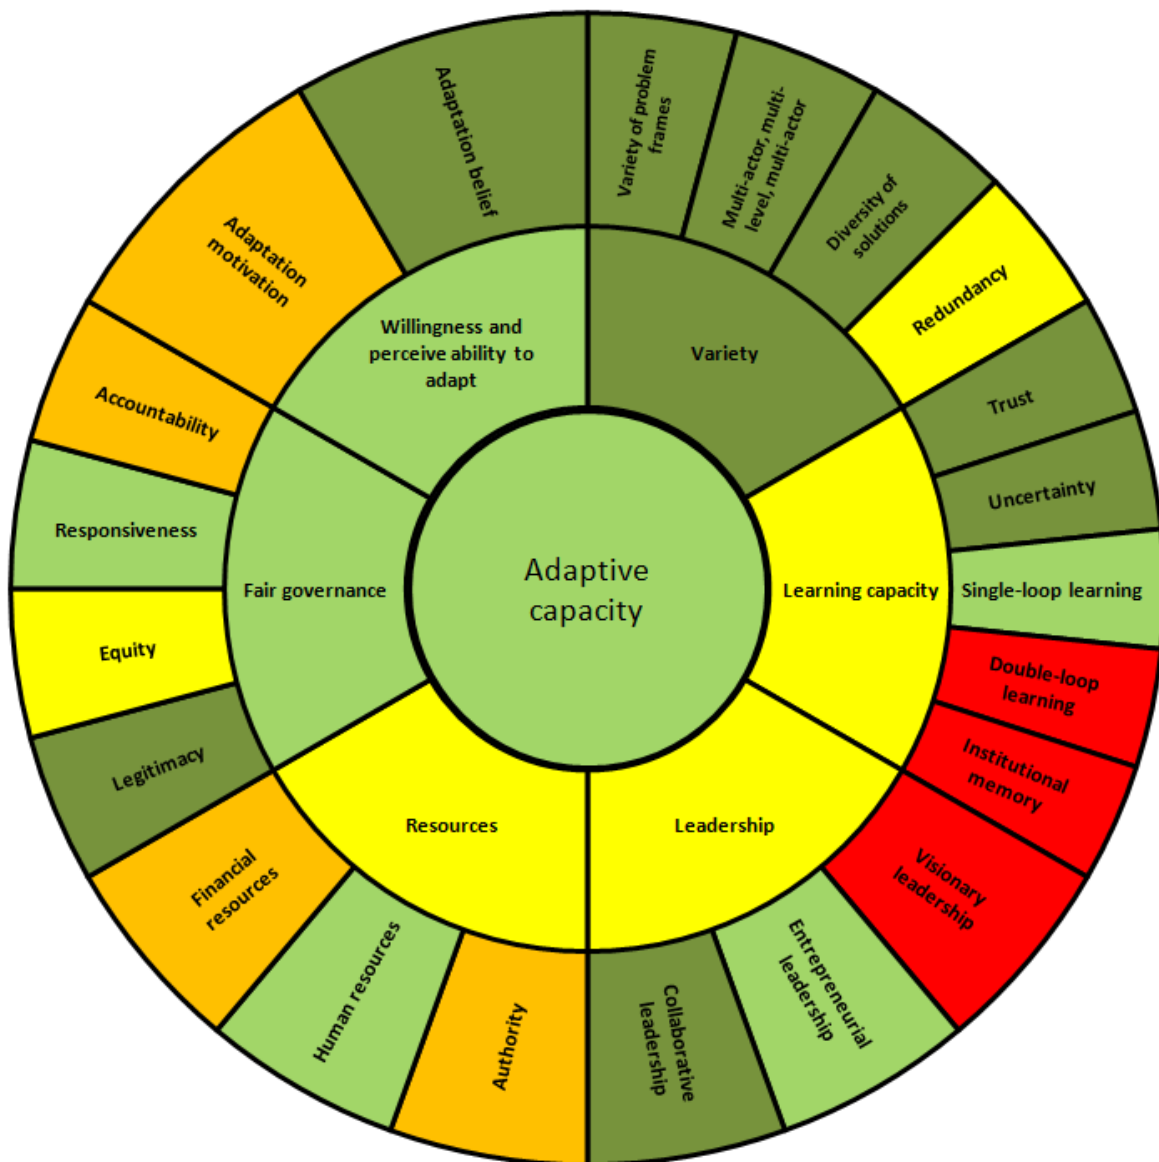 Adaptive
capacity
Willingness and
perceive ability to
adapt
Variety
Learning capacity
Leadership
Resources
Fair governance
Adaptation belief
Variety of problem
frames
Multi-actor, multi-
level, multi-actor
Diversity of
solutions
Redundancy
Trust
Uncertainty
Single-loop learning
Double-loop
learning
Institutional
memory
Visionary
leadership
Entrepreneurial
leadership
Collaborative
leadership
Authority
Human resources
Financial
resources
Legitimacy
Equity
Responsiveness
Accountability
Adaptation
motivation